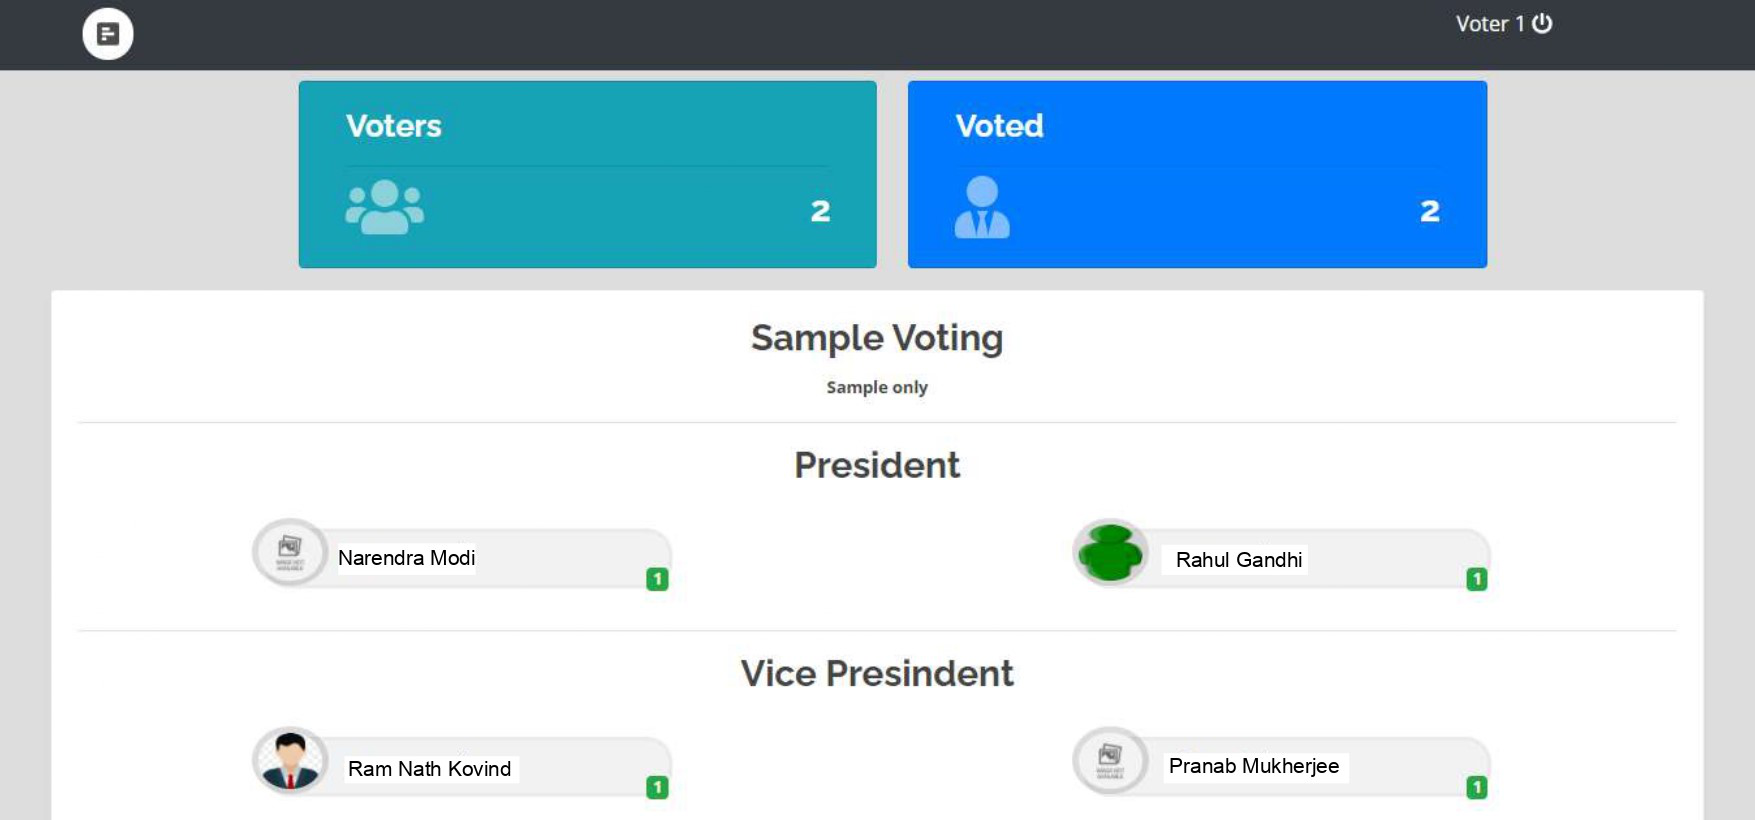 Voter 1
Voters
2
Voted
2
Sample Voting
Sample only
President
Narendra Modi
1
Rahul Gandhi
1
Vice Presindent
Ram Nath Kovind
1
Pranab Mukherjee
1